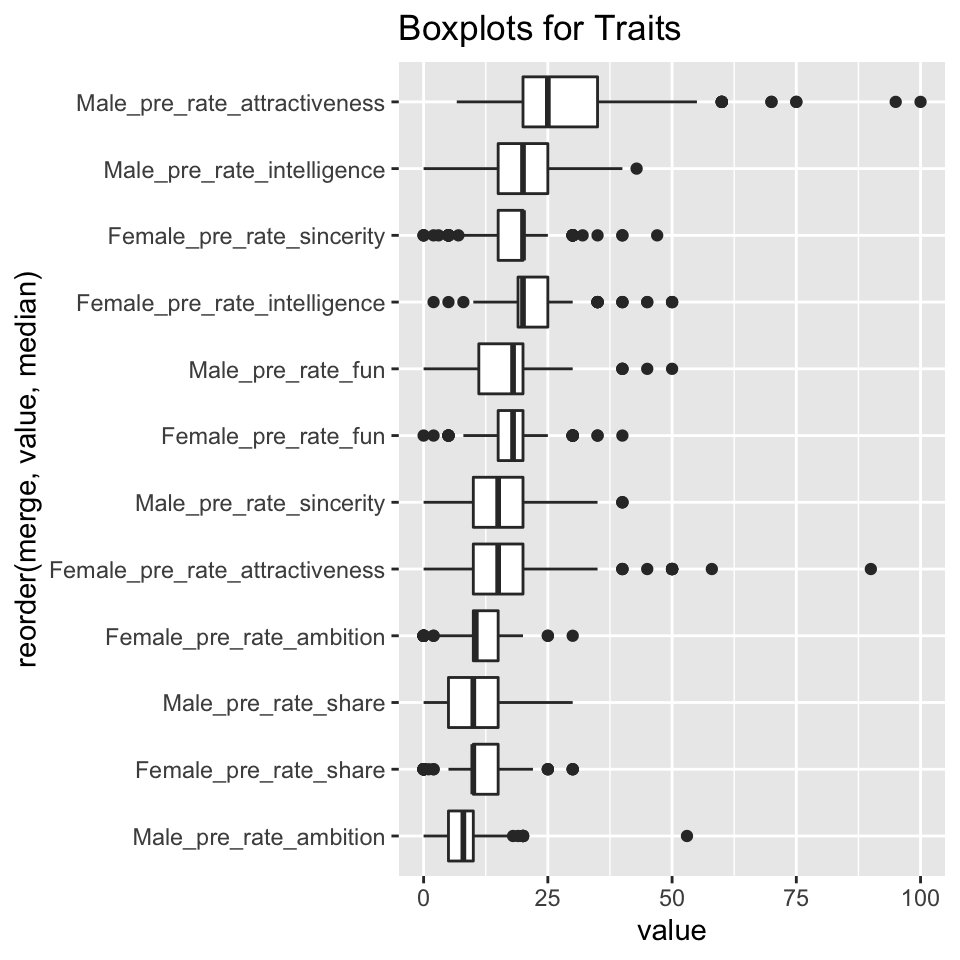 Boxplots for Traits
reorder(merge, value, median)
Male_pre_rate_attractiveness
Male_pre_rate_intelligence
Female_pre_rate_sincerity
Female_pre_rate_intelligence
Male_pre_rate_fun
Female_pre_rate_fun
Male_pre_rate_sincerity
Female_pre_rate_attractiveness
Female_pre_rate_ambition
Male_pre_rate_share
Female_pre_rate_share
Male_pre_rate_ambition
0 25 50 75 100
value